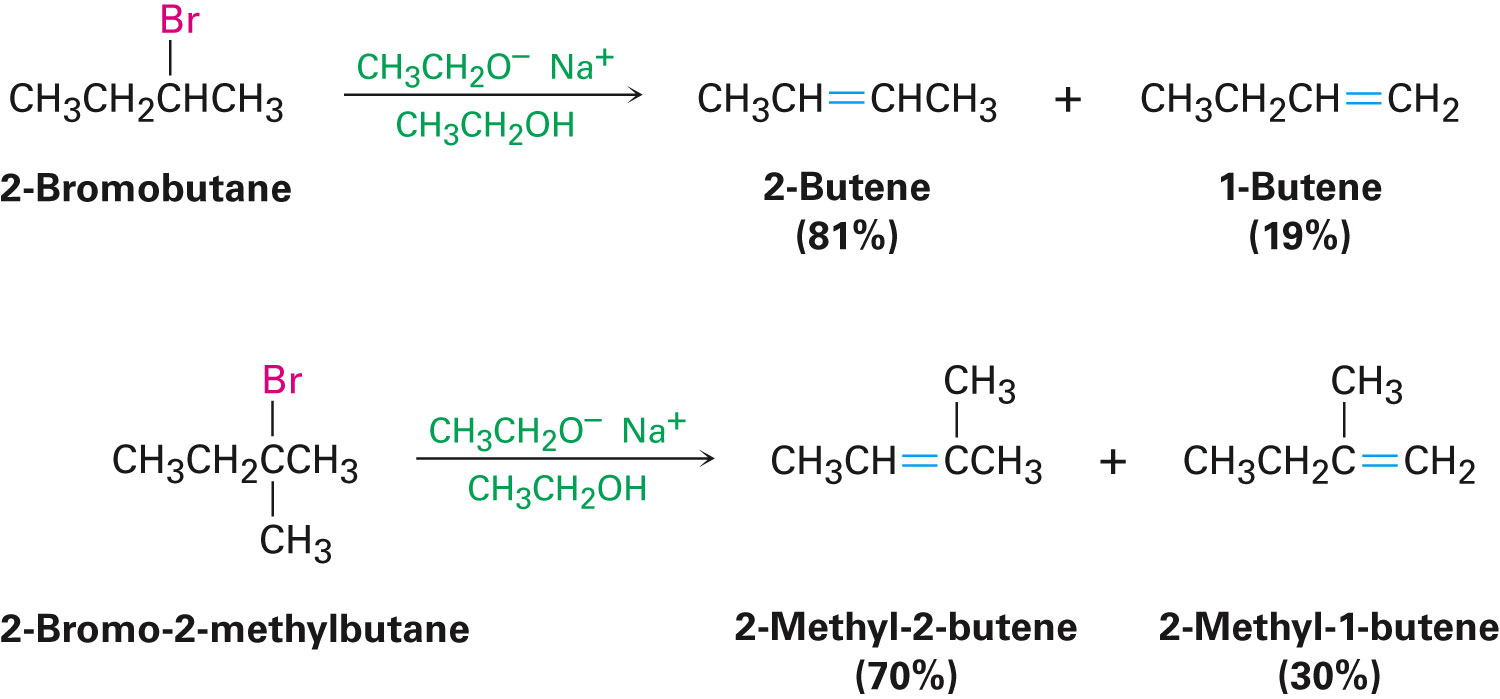 Br
CH₃CH₂O⁻ Na⁺
CH₃CH₂CHCH₃ CH₃CH=CHCH₃ + CH₃CH₂CH=CH₂
CH₃CH₂OH
2-Bromobutane 2-Butene 1-Butene
(81%) (19%)
Br CH₃ CH₃
CH₃CH₂O⁻ Na⁺
CH₃CH₂CCH₃ CH₃CH=CCH₃ + CH₃CH₂C=CH₂
CH₃CH₂OH
CH₃
2-Bromo-2-methylbutane 2-Methyl-2-butene 2-Methyl-1-butene
(70%) (30%)